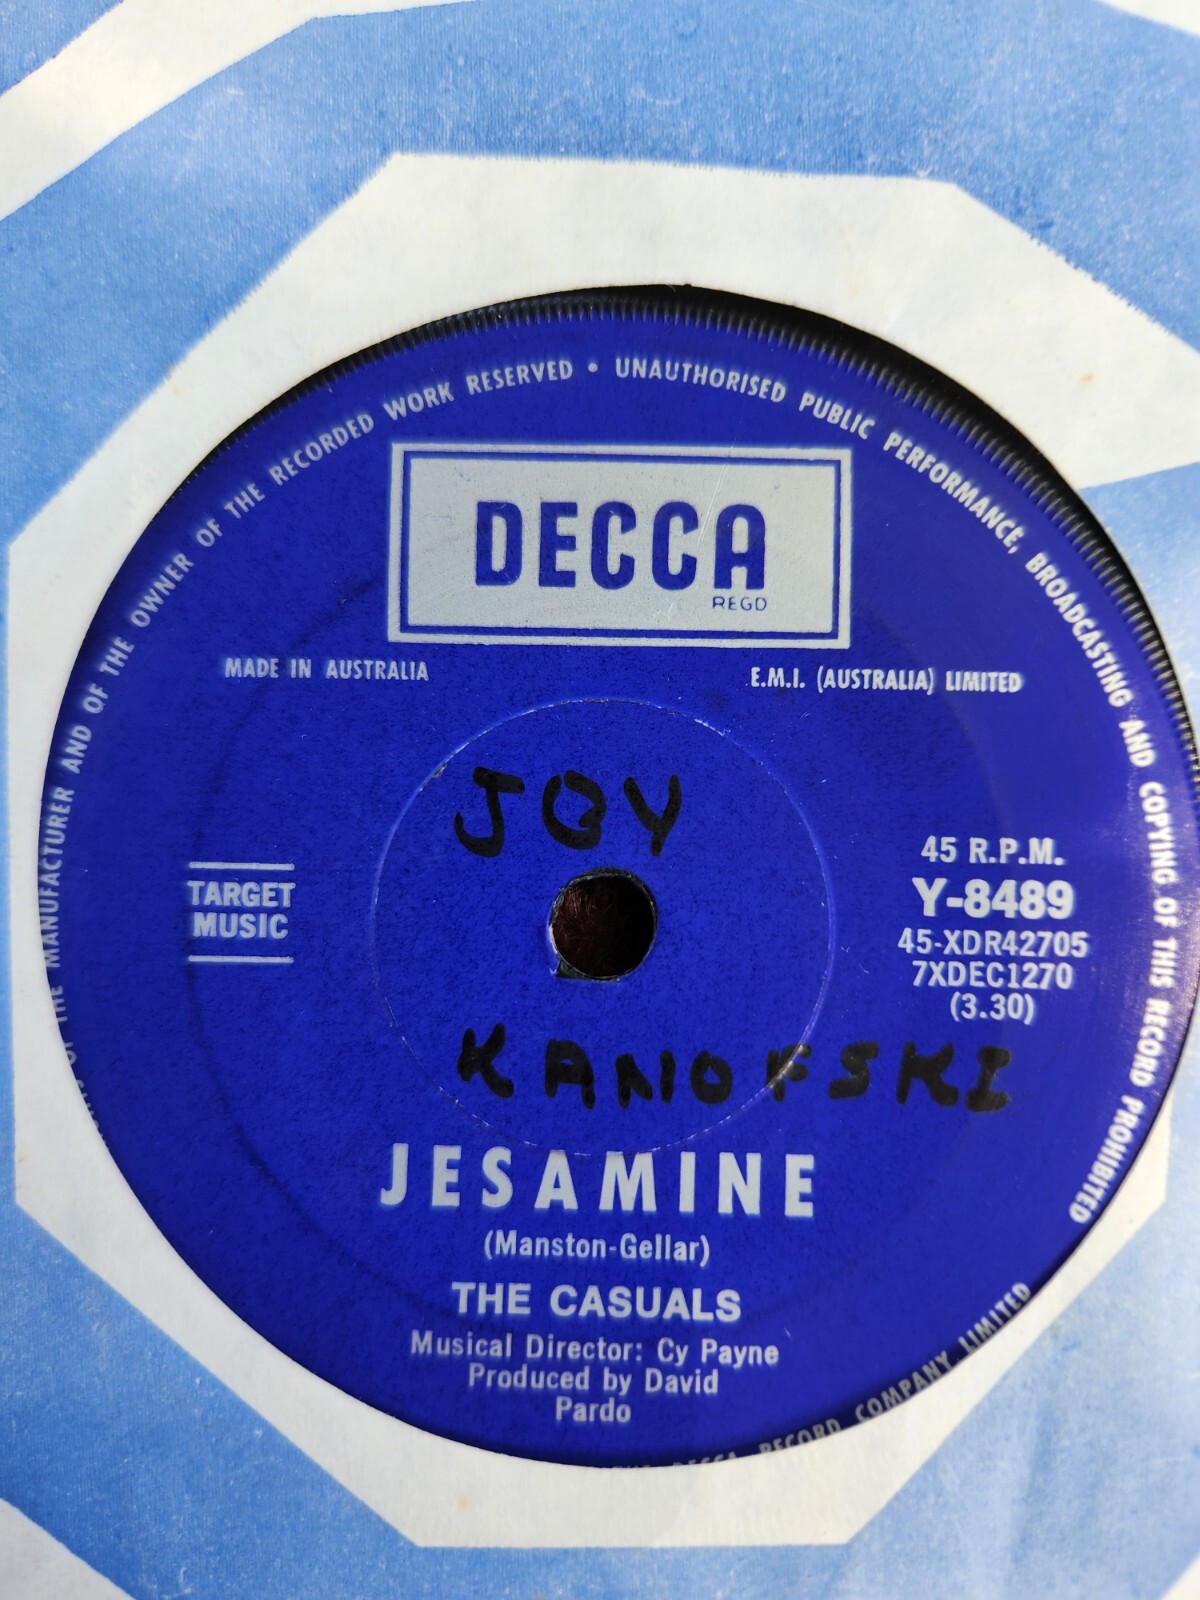 OF THE MANUFACTURER AND OF THE OWNER OF THE RECORDED WORK RESERVED • UNAUTHORISED PUBLIC PERFORMANCE, BROADCASTING AND COPYING OF THIS RECORD PROHIBITED
DECCA
REGD
MADE IN AUSTRALIA
E.M.I. (AUSTRALIA) LIMITED
JOY
TARGET
MUSIC
45 R.P.M.
Y-8489
45-XDR42705
7XDEC1270
(3.30)
KANOFSKI
JESAMINE
(Manston-Gellar)
THE CASUALS
Musical Director: Cy Payne
Produced by David
Pardo
DECCA RECORD COMPANY LIMITED